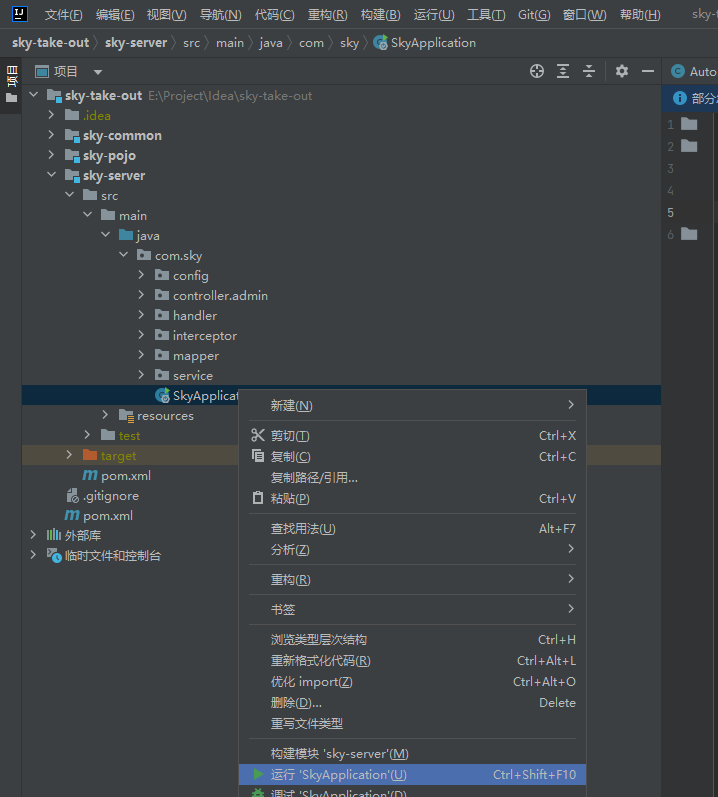 文件(F) 编辑(E) 视图(V) 导航(N) 代码(C) 重构(R) 构建(B) 运行(U) 工具(T) Git(G) 窗口(W) 帮助(H) sky-t
sky-take-out sky-server src main java com sky SkyApplication
项目
项目
Auto
sky-take-out E:\Project\Idea\sky-take-out
部分
.idea
1
sky-common
2
sky-pojo
3
sky-server
4
src
5
main
6
java
com.sky
config
controller.admin
handler
interceptor
mapper
service
SkyApplicat
resources
test
target
pom.xml
.gitignore
pom.xml
外部库
临时文件和控制台
新建(N)
剪切(T) Ctrl+X
复制(C) Ctrl+C
复制路径/引用...
粘贴(P) Ctrl+V
查找用法(U) Alt+F7
分析(Z)
重构(R)
书签
浏览类型层次结构 Ctrl+H
重新格式化代码(R) Ctrl+Alt+L
优化 import(Z) Ctrl+Alt+O
删除(D)... Delete
重写文件类型
构建模块 'sky-server'(M)
运行 'SkyApplication'(U) Ctrl+Shift+F10
调试 'SkyApplication'(D)